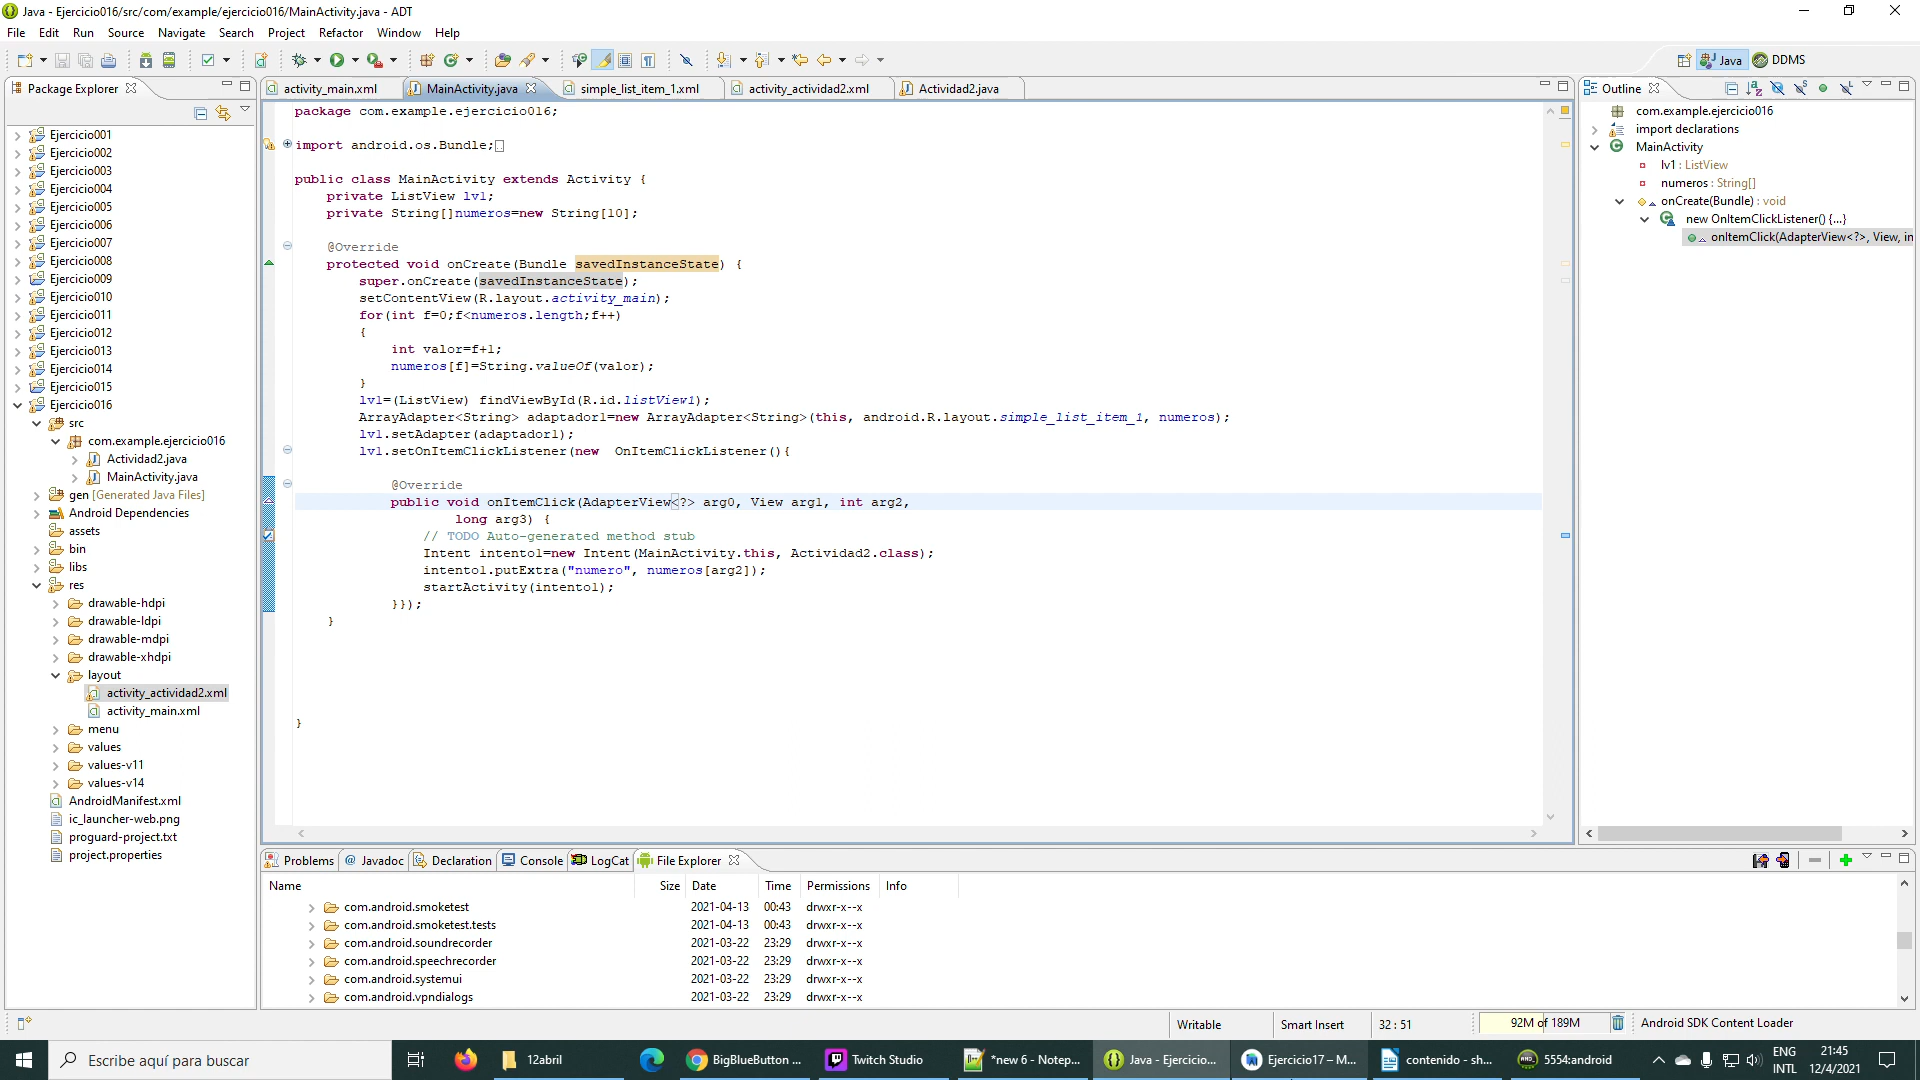 Java - Ejercicio016/src/com/example/ejercicio016/MainActivity.java - ADT
File Edit Run Source Navigate Search Project Refactor Window Help
Java DDMS
Package Explorer
Ejercicio001
Ejercicio002
Ejercicio003
Ejercicio004
Ejercicio005
Ejercicio006
Ejercicio007
Ejercicio008
Ejercicio009
Ejercicio010
Ejercicio011
Ejercicio012
Ejercicio013
Ejercicio014
Ejercicio015
Ejercicio016
src
com.example.ejercicio016
Actividad2.java
MainActivity.java
gen [Generated Java Files]
Android Dependencies
assets
bin
libs
res
drawable-hdpi
drawable-ldpi
drawable-mdpi
drawable-xhdpi
layout
activity_actividad2.xml
activity_main.xml
menu
values
values-v11
values-v14
AndroidManifest.xml
ic_launcher-web.png
proguard-project.txt
project.properties
activity_main.xml MainActivity.java simple_list_item_1.xml activity_actividad2.xml Actividad2.java
package com.example.ejercicio016;
import android.os.Bundle;
public class MainActivity extends Activity {
private ListView lv1;
private String[]numeros=new String[10];
@Override
protected void onCreate(Bundle savedInstanceState) {
super.onCreate(savedInstanceState);
setContentView(R.layout.activity_main);
for(int f=0;f<numeros.length;f++)
{
int valor=f+1;
numeros[f]=String.valueOf(valor);
}
lv1=(ListView) findViewById(R.id.listView1);
ArrayAdapter<String> adaptador1=new ArrayAdapter<String>(this, android.R.layout.simple_list_item_1, numeros);
lv1.setAdapter(adaptador1);
lv1.setOnItemClickListener(new  OnItemClickListener(){
@Override
public void onItemClick(AdapterView<?> arg0, View arg1, int arg2,
long arg3) {
// TODO Auto-generated method stub
Intent intento1=new Intent(MainActivity.this, Actividad2.class);
intento1.putExtra("numero", numeros[arg2]);
startActivity(intento1);
}});
}
}
Outline
com.example.ejercicio016
import declarations
MainActivity
lv1 : ListView
numeros : String[]
onCreate(Bundle) : void
new OnItemClickListener() {...}
onItemClick(AdapterView<?>, View, in
Problems Javadoc Declaration Console LogCat File Explorer
Name Size Date Time Permissions Info
com.android.smoketest 2021-04-13 00:43 drwxr-x--x
com.android.smoketest.tests 2021-04-13 00:43 drwxr-x--x
com.android.soundrecorder 2021-03-22 23:29 drwxr-x--x
com.android.speechrecorder 2021-03-22 23:29 drwxr-x--x
com.android.systemui 2021-03-22 23:29 drwxr-x--x
com.android.vpndialogs 2021-03-22 23:29 drwxr-x--x
Writable Smart Insert 32 : 51 92M of 189M Android SDK Content Loader
Escribe aquí para buscar 12abril BigBlueButton ... Twitch Studio *new 6 - Notep... Java - Ejercicio... Ejercicio17 – M... contenido - sh... 5554:android ENG INTL 21:45 12/4/2021